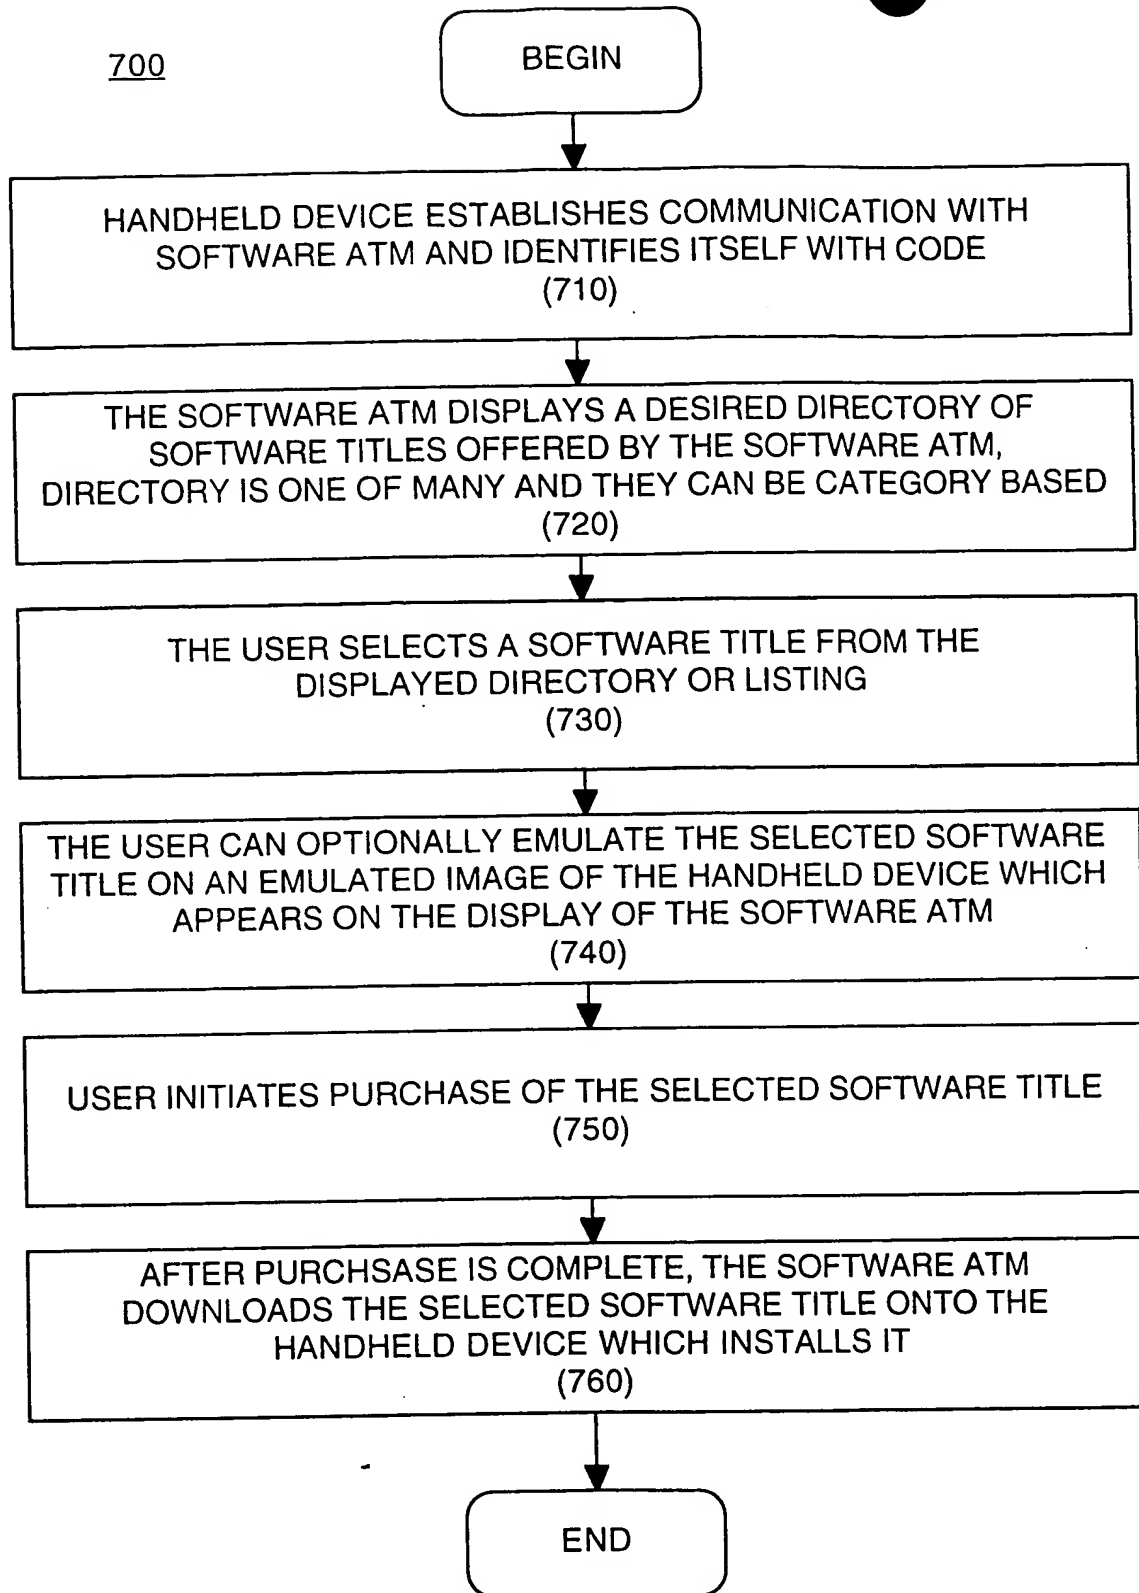 700
BEGIN
HANDHELD DEVICE ESTABLISHES COMMUNICATION WITH
SOFTWARE ATM AND IDENTIFIES ITSELF WITH CODE
(710)
THE SOFTWARE ATM DISPLAYS A DESIRED DIRECTORY OF
SOFTWARE TITLES OFFERED BY THE SOFTWARE ATM,
DIRECTORY IS ONE OF MANY AND THEY CAN BE CATEGORY BASED
(720)
THE USER SELECTS A SOFTWARE TITLE FROM THE
DISPLAYED DIRECTORY OR LISTING
(730)
THE USER CAN OPTIONALLY EMULATE THE SELECTED SOFTWARE
TITLE ON AN EMULATED IMAGE OF THE HANDHELD DEVICE WHICH
APPEARS ON THE DISPLAY OF THE SOFTWARE ATM
(740)
USER INITIATES PURCHASE OF THE SELECTED SOFTWARE TITLE
(750)
AFTER PURCHSASE IS COMPLETE, THE SOFTWARE ATM
DOWNLOADS THE SELECTED SOFTWARE TITLE ONTO THE
HANDHELD DEVICE WHICH INSTALLS IT
(760)
END